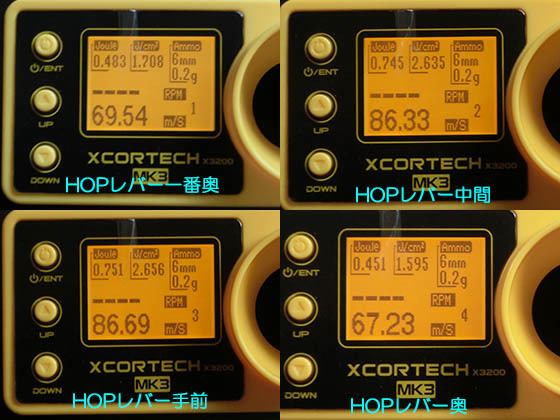 Joule J/cm² Ammo
0.483 1.708 6mm
0.2g
---- RPM 1
69.54 m/S
⏻/ENT
UP
DOWN
XCORTECH X3200
MK3
HOPレバー一番奥
Joule J/cm² Ammo
0.745 2.635 6mm
0.2g
---- RPM 2
86.33 m/S
⏻/ENT
UP
DOWN
XCORTECH X3200
MK3
HOPレバー中間
Joule J/cm² Ammo
0.751 2.656 6mm
0.2g
---- RPM 3
86.69 m/S
⏻/ENT
UP
DOWN
XCORTECH X3200
MK3
HOPレバー手前
Joule J/cm² Ammo
0.451 1.595 6mm
0.2g
---- RPM 4
67.23 m/S
⏻/ENT
UP
DOWN
XCORTECH X3200
MK3
HOPレバー奥